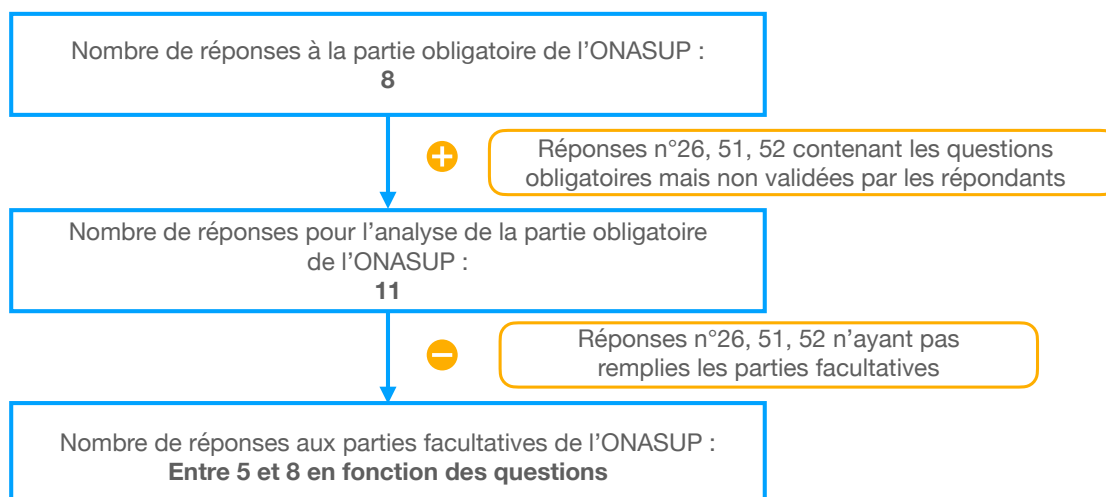 Nombre de réponses à la partie obligatoire de l’ONASUP :
8
Réponses n°26, 51, 52 contenant les questions
obligatoires mais non validées par les répondants
Nombre de réponses pour l’analyse de la partie obligatoire
de l’ONASUP :
11
Réponses n°26, 51, 52 n’ayant pas
remplies les parties facultatives
Nombre de réponses aux parties facultatives de l’ONASUP :
Entre 5 et 8 en fonction des questions